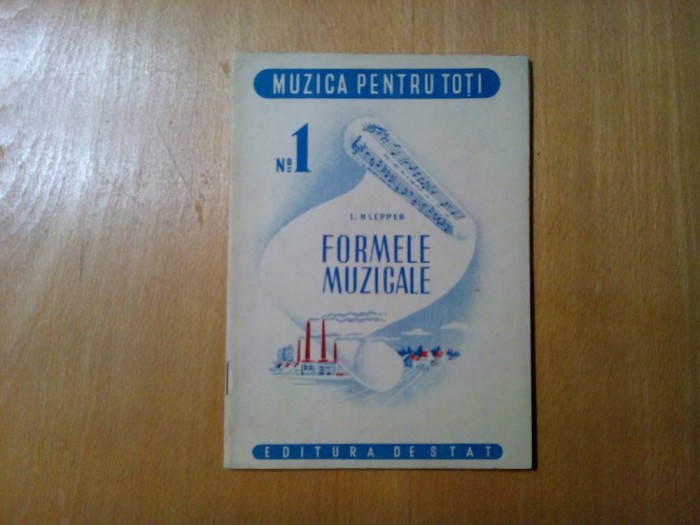 MUZICA PENTRU TOȚI
Nº 1
L. KLEPPER
FORMELE
MUZICALE
EDITURA DE STAT